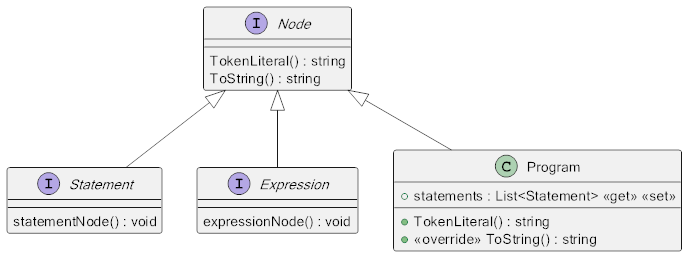 I Node
TokenLiteral() : string
ToString() : string
I Statement
statementNode() : void
I Expression
expressionNode() : void
C Program
statements : List<Statement> «get» «set»
TokenLiteral() : string
«override» ToString() : string